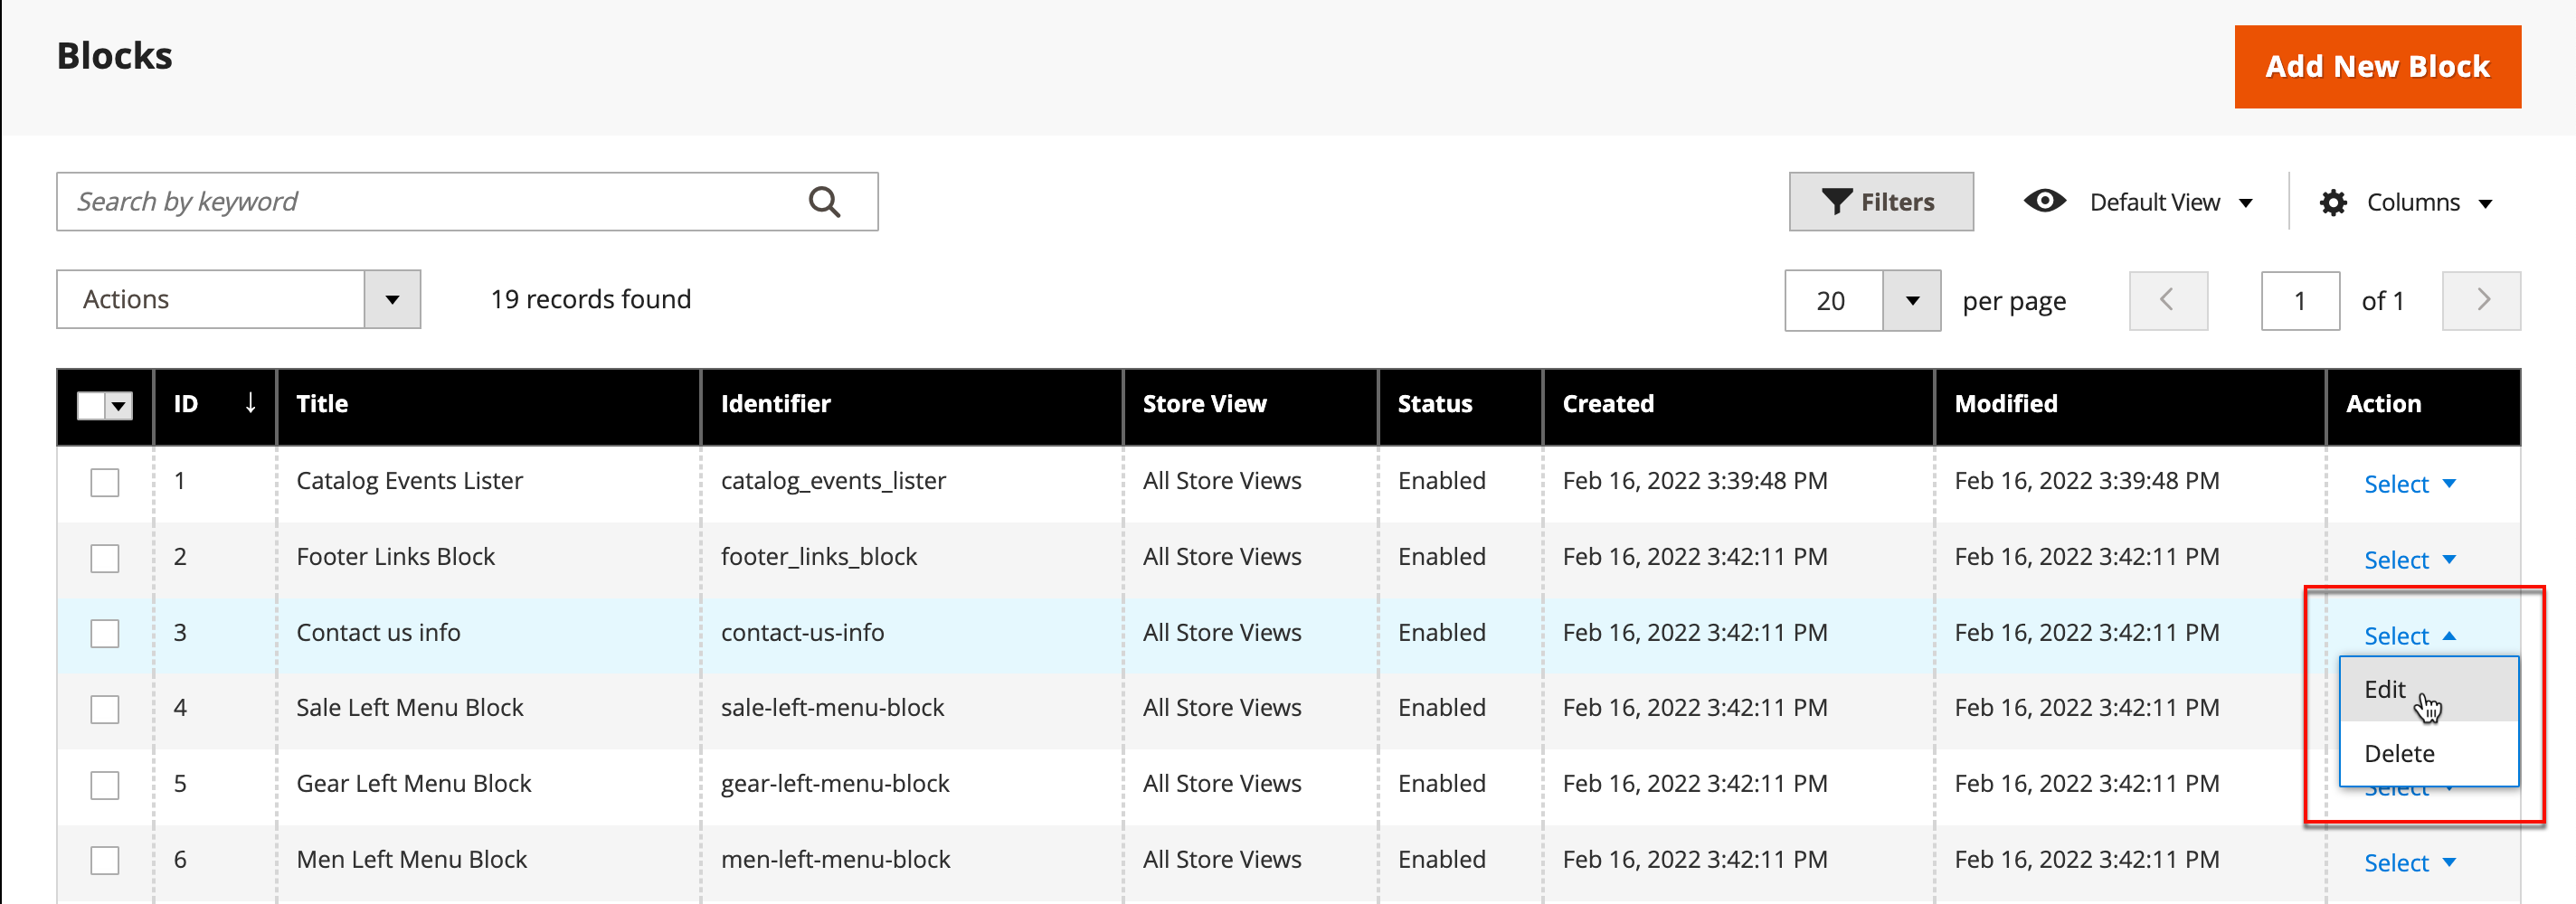 Blocks
Add New Block
Search by keyword
Filters
Default View
Columns
Actions
19 records found
20
per page
1
of 1
ID ↓ Title Identifier Store View Status Created Modified Action
1 Catalog Events Lister catalog_events_lister All Store Views Enabled Feb 16, 2022 3:39:48 PM Feb 16, 2022 3:39:48 PM Select
2 Footer Links Block footer_links_block All Store Views Enabled Feb 16, 2022 3:42:11 PM Feb 16, 2022 3:42:11 PM Select
3 Contact us info contact-us-info All Store Views Enabled Feb 16, 2022 3:42:11 PM Feb 16, 2022 3:42:11 PM Select
Edit
4 Sale Left Menu Block sale-left-menu-block All Store Views Enabled Feb 16, 2022 3:42:11 PM Feb 16, 2022 3:42:11 PM
Delete
5 Gear Left Menu Block gear-left-menu-block All Store Views Enabled Feb 16, 2022 3:42:11 PM Feb 16, 2022 3:42:11 PM Select
6 Men Left Menu Block men-left-menu-block All Store Views Enabled Feb 16, 2022 3:42:11 PM Feb 16, 2022 3:42:11 PM Select